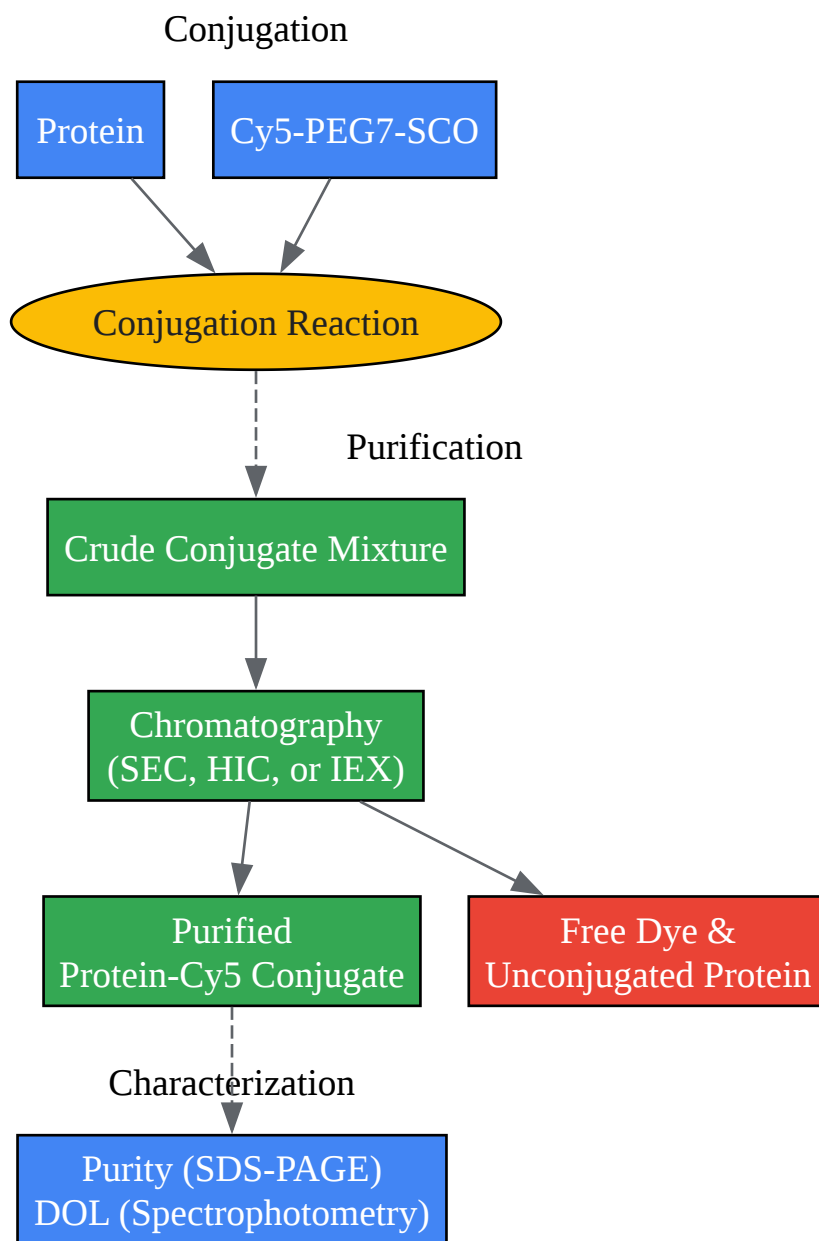 Conjugation
Protein
Cy5-PEG7-SCO
Conjugation Reaction
Purification
Crude Conjugate Mixture
Chromatography
(SEC, HIC, or IEX)
Purified
Protein-Cy5 Conjugate
Free Dye &
Unconjugated Protein
Characterization
Purity (SDS-PAGE)
DOL (Spectrophotometry)